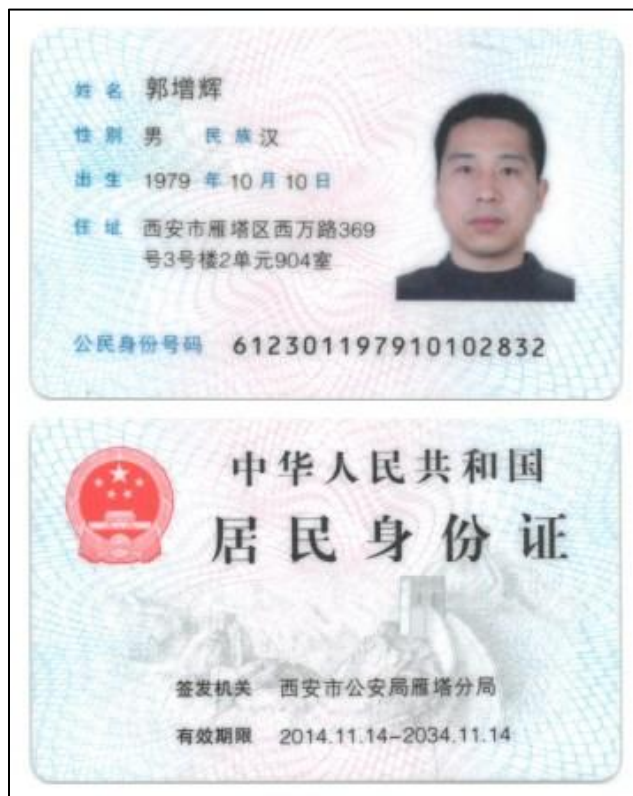 姓名 郭增辉
性别 男 民族 汉
出生 1979 年 10 月 10 日
住址 西安市雁塔区西万路369
号3号楼2单元904室
公民身份号码 612301197910102832
中华人民共和国
居民身份证
签发机关 西安市公安局雁塔分局
有效期限 2014.11.14-2034.11.14